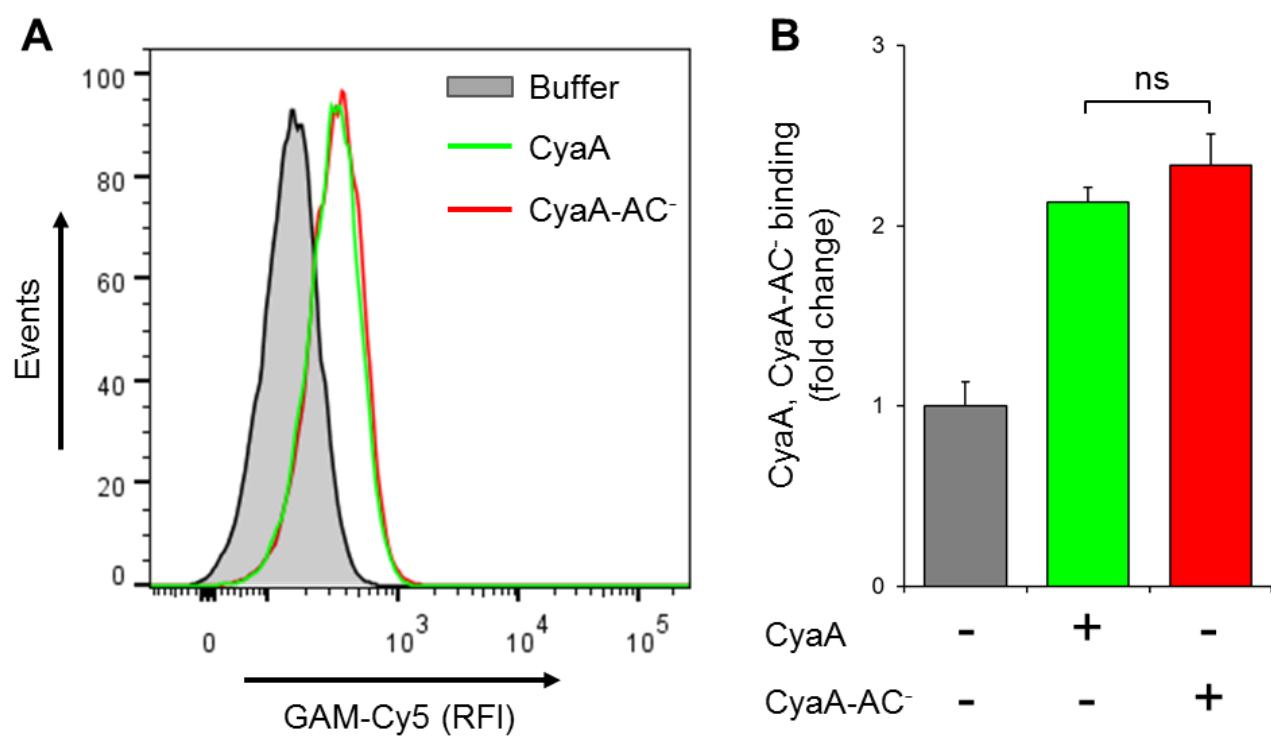 A
100
80
60
40
20
0
Events
Buffer
CyaA
CyaA-AC⁻
0 10³ 10⁴ 10⁵
GAM-Cy5 (RFI)
B
3
2
1
0
CyaA, CyaA-AC⁻ binding
(fold change)
ns
CyaA - + -
CyaA-AC⁻ - - +